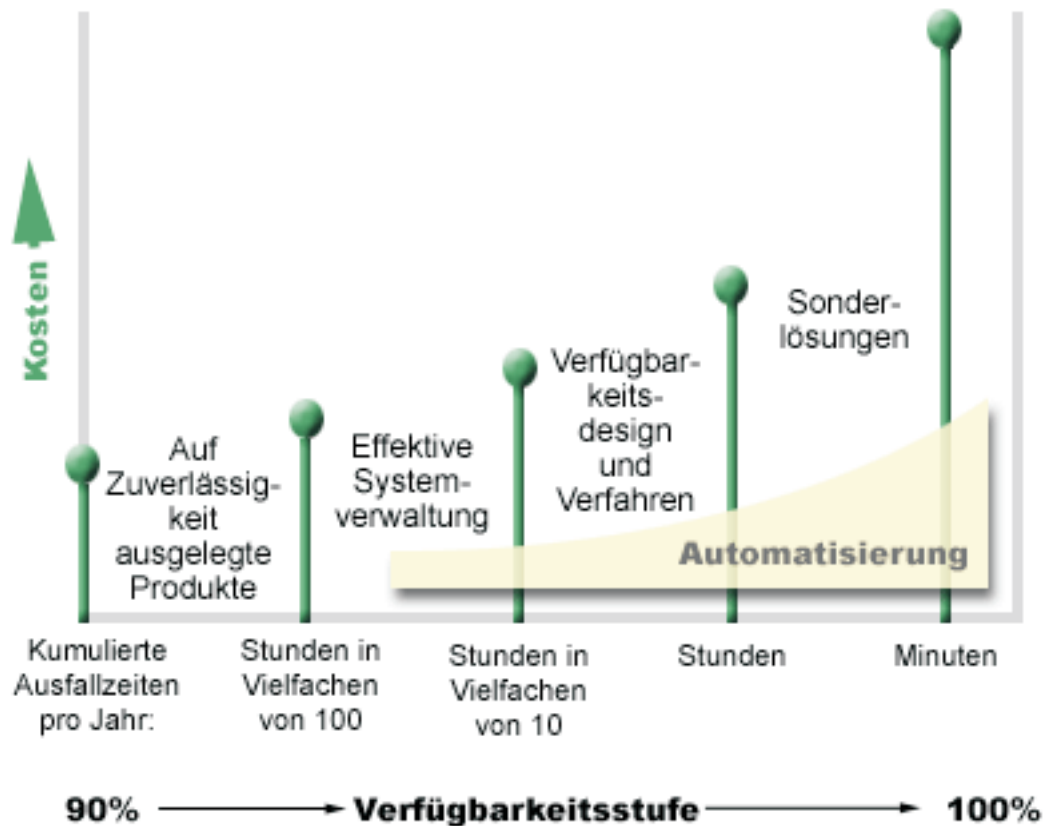 Kosten
Auf
Zuverlässig-
keit
ausgelegte
Produkte
Effektive
System-
verwaltung
Verfügbar-
keits-
design
und
Verfahren
Sonder-
lösungen
Automatisierung
Kumulierte
Ausfallzeiten
pro Jahr:
Stunden in
Vielfachen
von 100
Stunden in
Vielfachen
von 10
Stunden
Minuten
90% Verfügbarkeitsstufe 100%